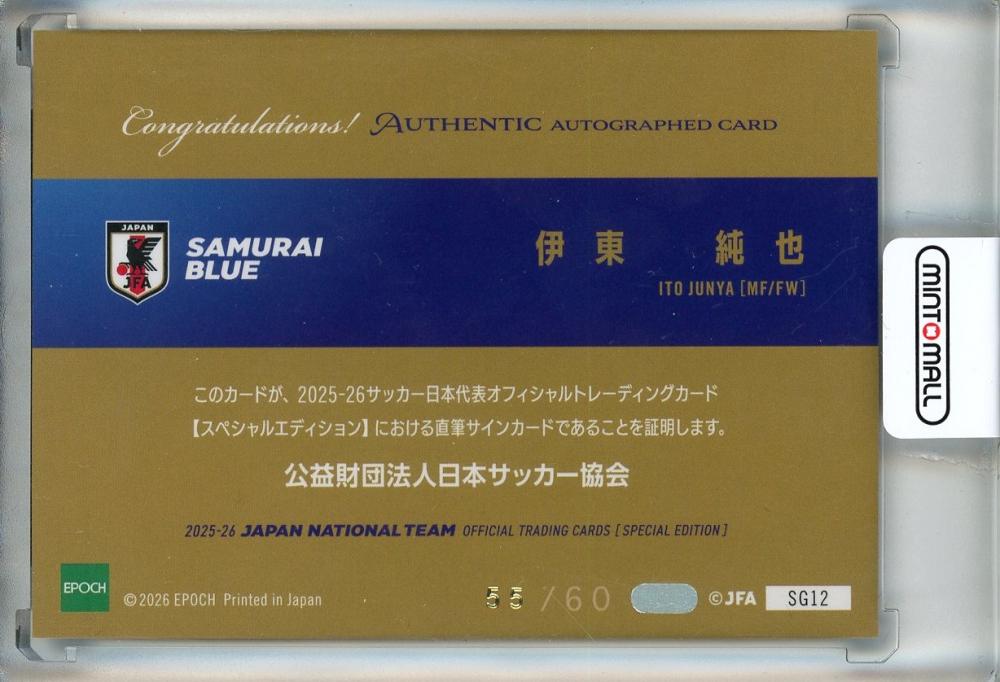 Congratulations! AUTHENTIC AUTOGRAPHED CARD
JAPAN
JFA
SAMURAI
BLUE
伊東 純也
ITO JUNYA [MF/FW]
このカードが、2025-26サッカー日本代表オフィシャルトレーディングカード
【スペシャルエディション】における直筆サインカードであることを証明します。
公益財団法人日本サッカー協会
2025-26 JAPAN NATIONAL TEAM OFFICIAL TRADING CARDS [SPECIAL EDITION]
EPOCH
©2026 EPOCH Printed in Japan
55/60
©JFA
SG12
MINTMALL